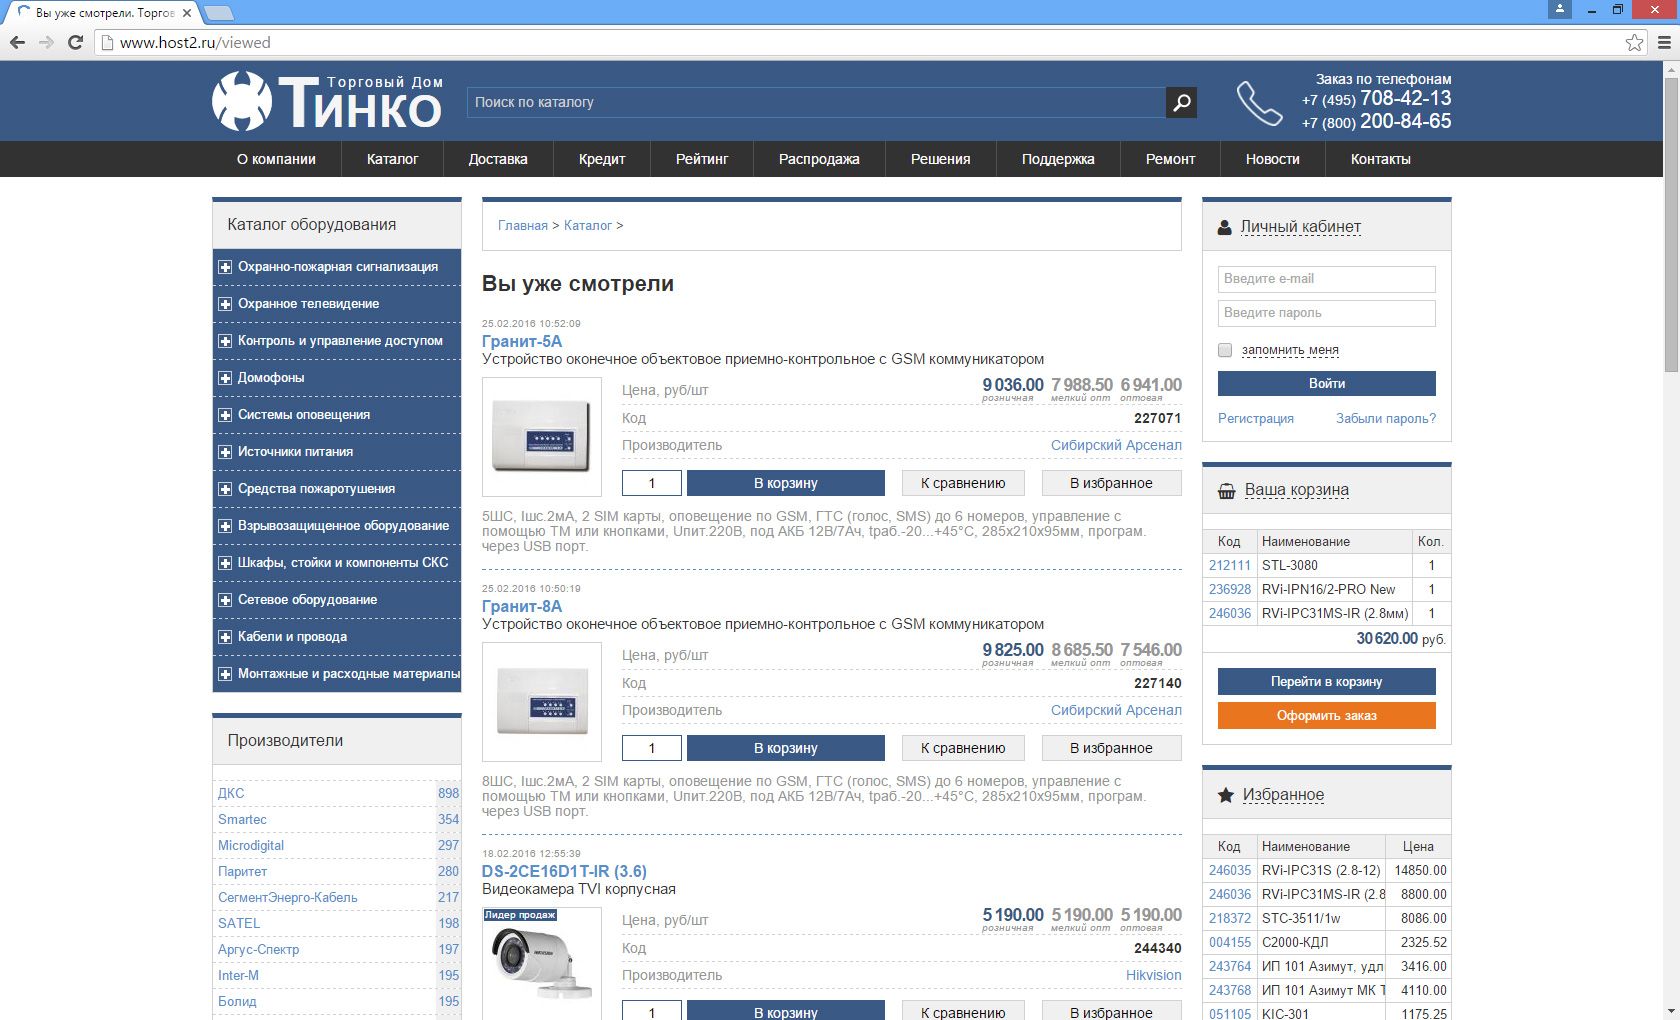 Вы уже смотрели. Торгов
www.host2.ru/viewed
Торговый Дом
Тинко
Поиск по каталогу
Заказ по телефонам
+7 (495) 708-42-13
+7 (800) 200-84-65
О компании
Каталог
Доставка
Кредит
Рейтинг
Распродажа
Решения
Поддержка
Ремонт
Новости
Контакты
Каталог оборудования
Охранно-пожарная сигнализация
Охранное телевидение
Контроль и управление доступом
Домофоны
Системы оповещения
Источники питания
Средства пожаротушения
Взрывозащищенное оборудование
Шкафы, стойки и компоненты СКС
Сетевое оборудование
Кабели и провода
Монтажные и расходные материалы
Производители
ДКС 898
Smartec 354
Microdigital 297
Паритет 280
СегментЭнерго-Кабель 217
SATEL 198
Аргус-Спектр 197
Inter-M 195
Болид 195
Главная > Каталог >
Вы уже смотрели
25.02.2016 10:52:09
Гранит-5А
Устройство оконечное объектовое приемно-контрольное с GSM коммуникатором
Цена, руб/шт 9 036.00 7 988.50 6 941.00
розничная мелкий опт оптовая
Код 227071
Производитель Сибирский Арсенал
1 В корзину К сравнению В избранное
5ШС, Iшс.2мА, 2 SIM карты, оповещение по GSM, ГТС (голос, SMS) до 6 номеров, управление с
помощью ТМ или кнопками, Uпит.220В, под АКБ 12В/7Ач, tраб.-20...+45°С, 285х210х95мм, програм.
через USB порт.
25.02.2016 10:50:19
Гранит-8А
Устройство оконечное объектовое приемно-контрольное с GSM коммуникатором
Цена, руб/шт 9 825.00 8 685.50 7 546.00
розничная мелкий опт оптовая
Код 227140
Производитель Сибирский Арсенал
1 В корзину К сравнению В избранное
8ШС, Iшс.2мА, 2 SIM карты, оповещение по GSM, ГТС (голос, SMS) до 6 номеров, управление с
помощью ТМ или кнопками, Uпит.220В, под АКБ 12В/7Ач, tраб.-20...+45°С, 285х210х95мм, програм.
через USB порт.
18.02.2016 12:55:39
DS-2CE16D1T-IR (3.6)
Видеокамера TVI корпусная
Лидер продаж
HIKVISION
Цена, руб/шт 5 190.00 5 190.00 5 190.00
розничная мелкий опт оптовая
Код 244340
Производитель Hikvision
1 В корзину К сравнению В избранное
Личный кабинет
Введите e-mail
Введите пароль
запомнить меня
Войти
Регистрация Забыли пароль?
Ваша корзина
Код Наименование Кол.
212111 STL-3080 1
236928 RVi-IPN16/2-PRO New 1
246036 RVi-IPC31MS-IR (2.8мм) 1
30 620.00 руб.
Перейти в корзину
Оформить заказ
Избранное
Код Наименование Цена
246035 RVi-IPC31S (2.8-12) 14850.00
246036 RVi-IPC31MS-IR (2.8 8800.00
218372 STC-3511/1w 8086.00
004155 С2000-КДЛ 2325.52
243764 ИП 101 Азимут, удл 3416.00
243768 ИП 101 Азимут МК Т 4110.00
051105 KIC-301 1175.25